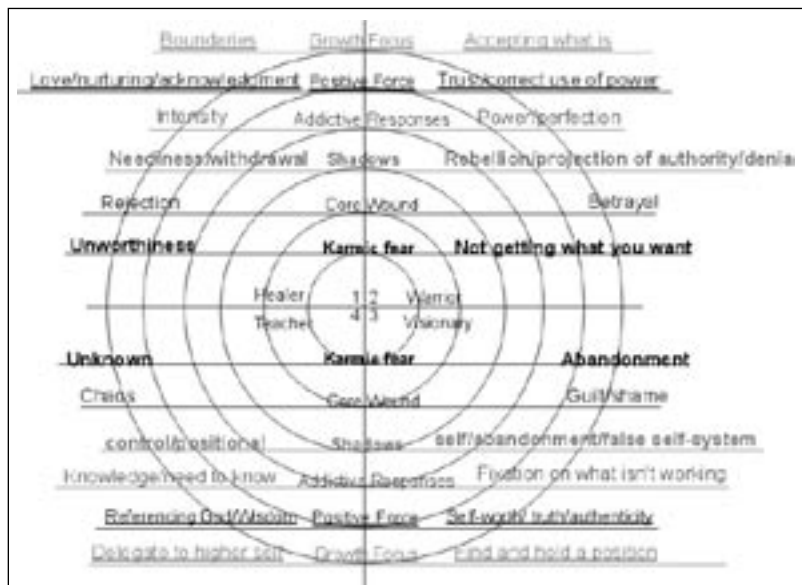 Boundaries Growth Focus Accepting what is
Love/nurturing/acknowledgment Positive Force Trust/correct use of power
Intensity Addictive Responses Power/perfection
Neediness/withdrawal Shadows Rebellion/projection of authority/denia
Rejection Core Wound Betrayal
Unworthiness Karmic fear Not getting what you want
Healer 1 2 Warrior
Teacher 4 3 Visionary
Unknown Karmic fear Abandonment
Chaos Core Wound Guilt/shame
control/positional Shadows self/abandonment/false self-system
Knowledge/need to know Addictive Responses Fixation on what isn't working
Referencing God/Wisdom Positive Force Self-worth/ truth/authenticity
Delegate to higher self Growth Focus Find and hold a position